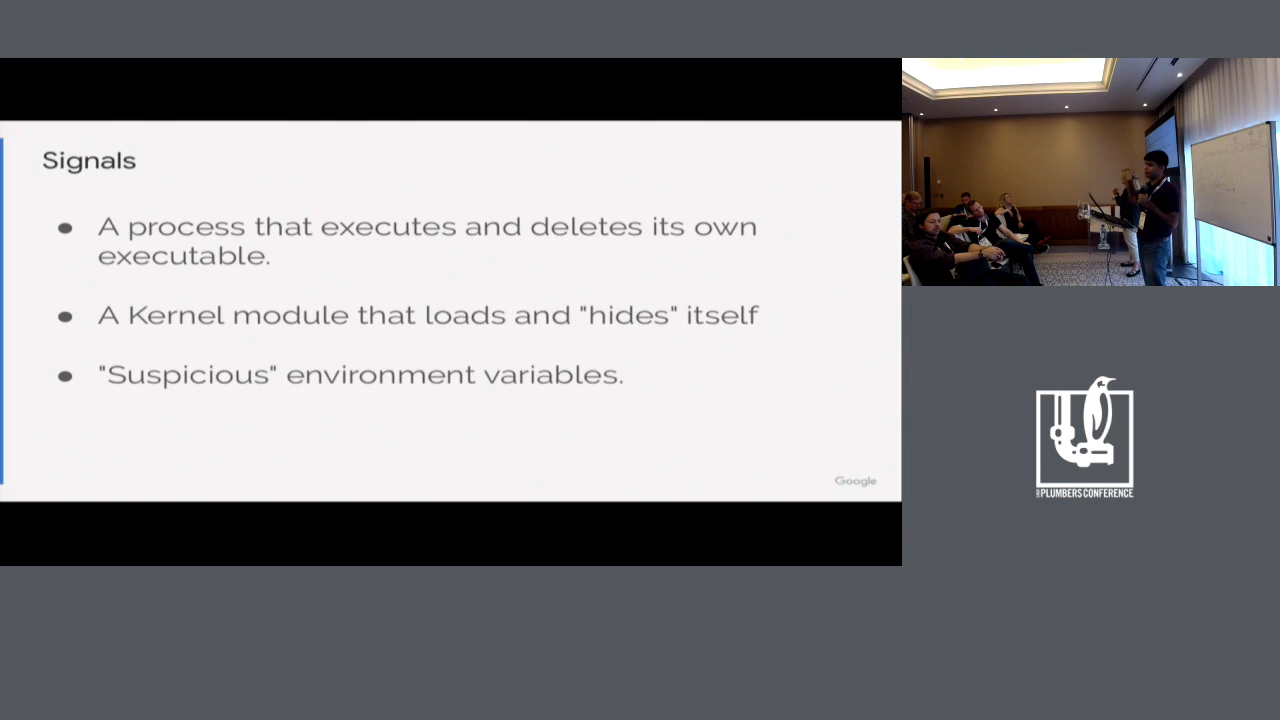 Signals
A process that executes and deletes its own
executable.
A Kernel module that loads and "hides" itself
"Suspicious" environment variables.
Google
PLUMBERS CONFERENCE